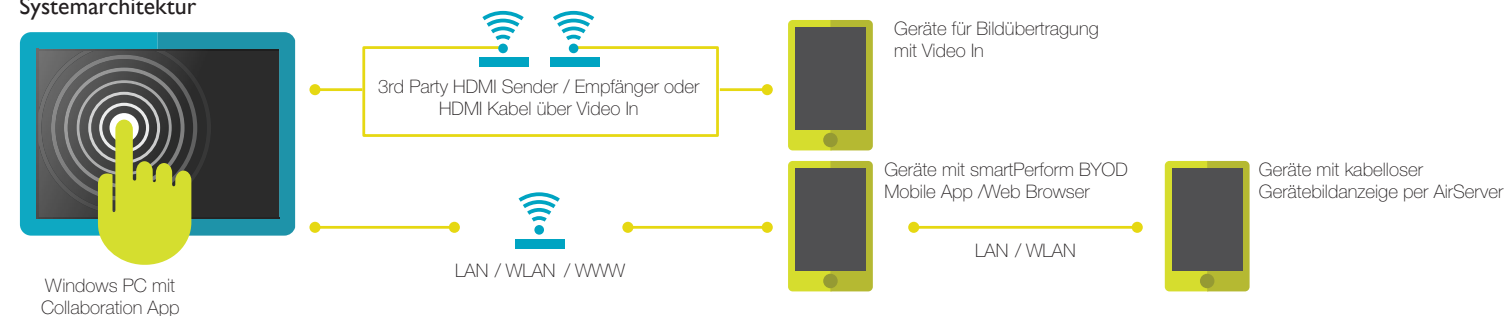 Systemarchitektur
3rd Party HDMI Sender / Empfänger oder
HDMI Kabel über Video In
Geräte für Bildübertragung
mit Video In
Windows PC mit
Collaboration App
LAN / WLAN / WWW
Geräte mit smartPerform BYOD
Mobile App /Web Browser
LAN / WLAN
Geräte mit kabelloser
Gerätebildanzeige per AirServer